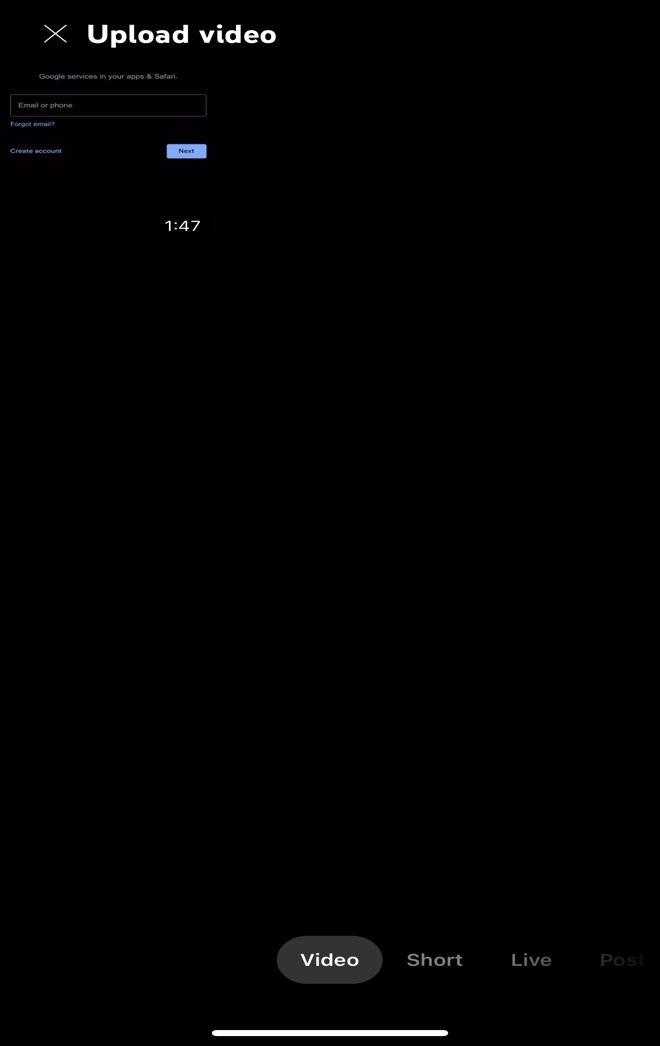 Upload video
Google services in your apps & Safari.
Email or phone
Forgot email?
Create account Next
1:47
Video Short Live Post